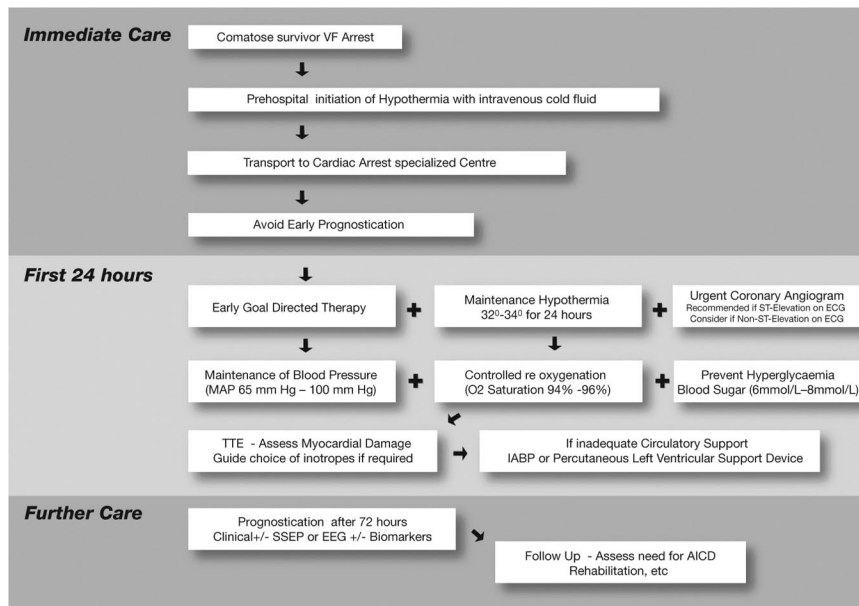 Immediate Care
Comatose survivor VF Arrest
Prehospital initiation of Hypothermia with intravenous cold fluid
Transport to Cardiac Arrest specialized Centre
Avoid Early Prognostication
First 24 hours
Early Goal Directed Therapy
+
Maintenance Hypothermia
32⁰-34⁰ for 24 hours
+
Urgent Coronary Angiogram
Recommended if ST-Elevation on ECG
Consider if Non-ST-Elevation on ECG
Maintenance of Blood Pressure
(MAP 65 mm Hg – 100 mm Hg)
+
Controlled re oxygenation
(O2 Saturation 94% -96%)
+
Prevent Hyperglycaemia
Blood Sugar (6mmol/L–8mmol/L)
TTE - Assess Myocardial Damage
Guide choice of inotropes if required
If inadequate Circulatory Support
IABP or Percutaneous Left Ventricular Support Device
Further Care
Prognostication after 72 hours
Clinical+/- SSEP or EEG +/- Biomarkers
Follow Up - Assess need for AICD
Rehabilitation, etc